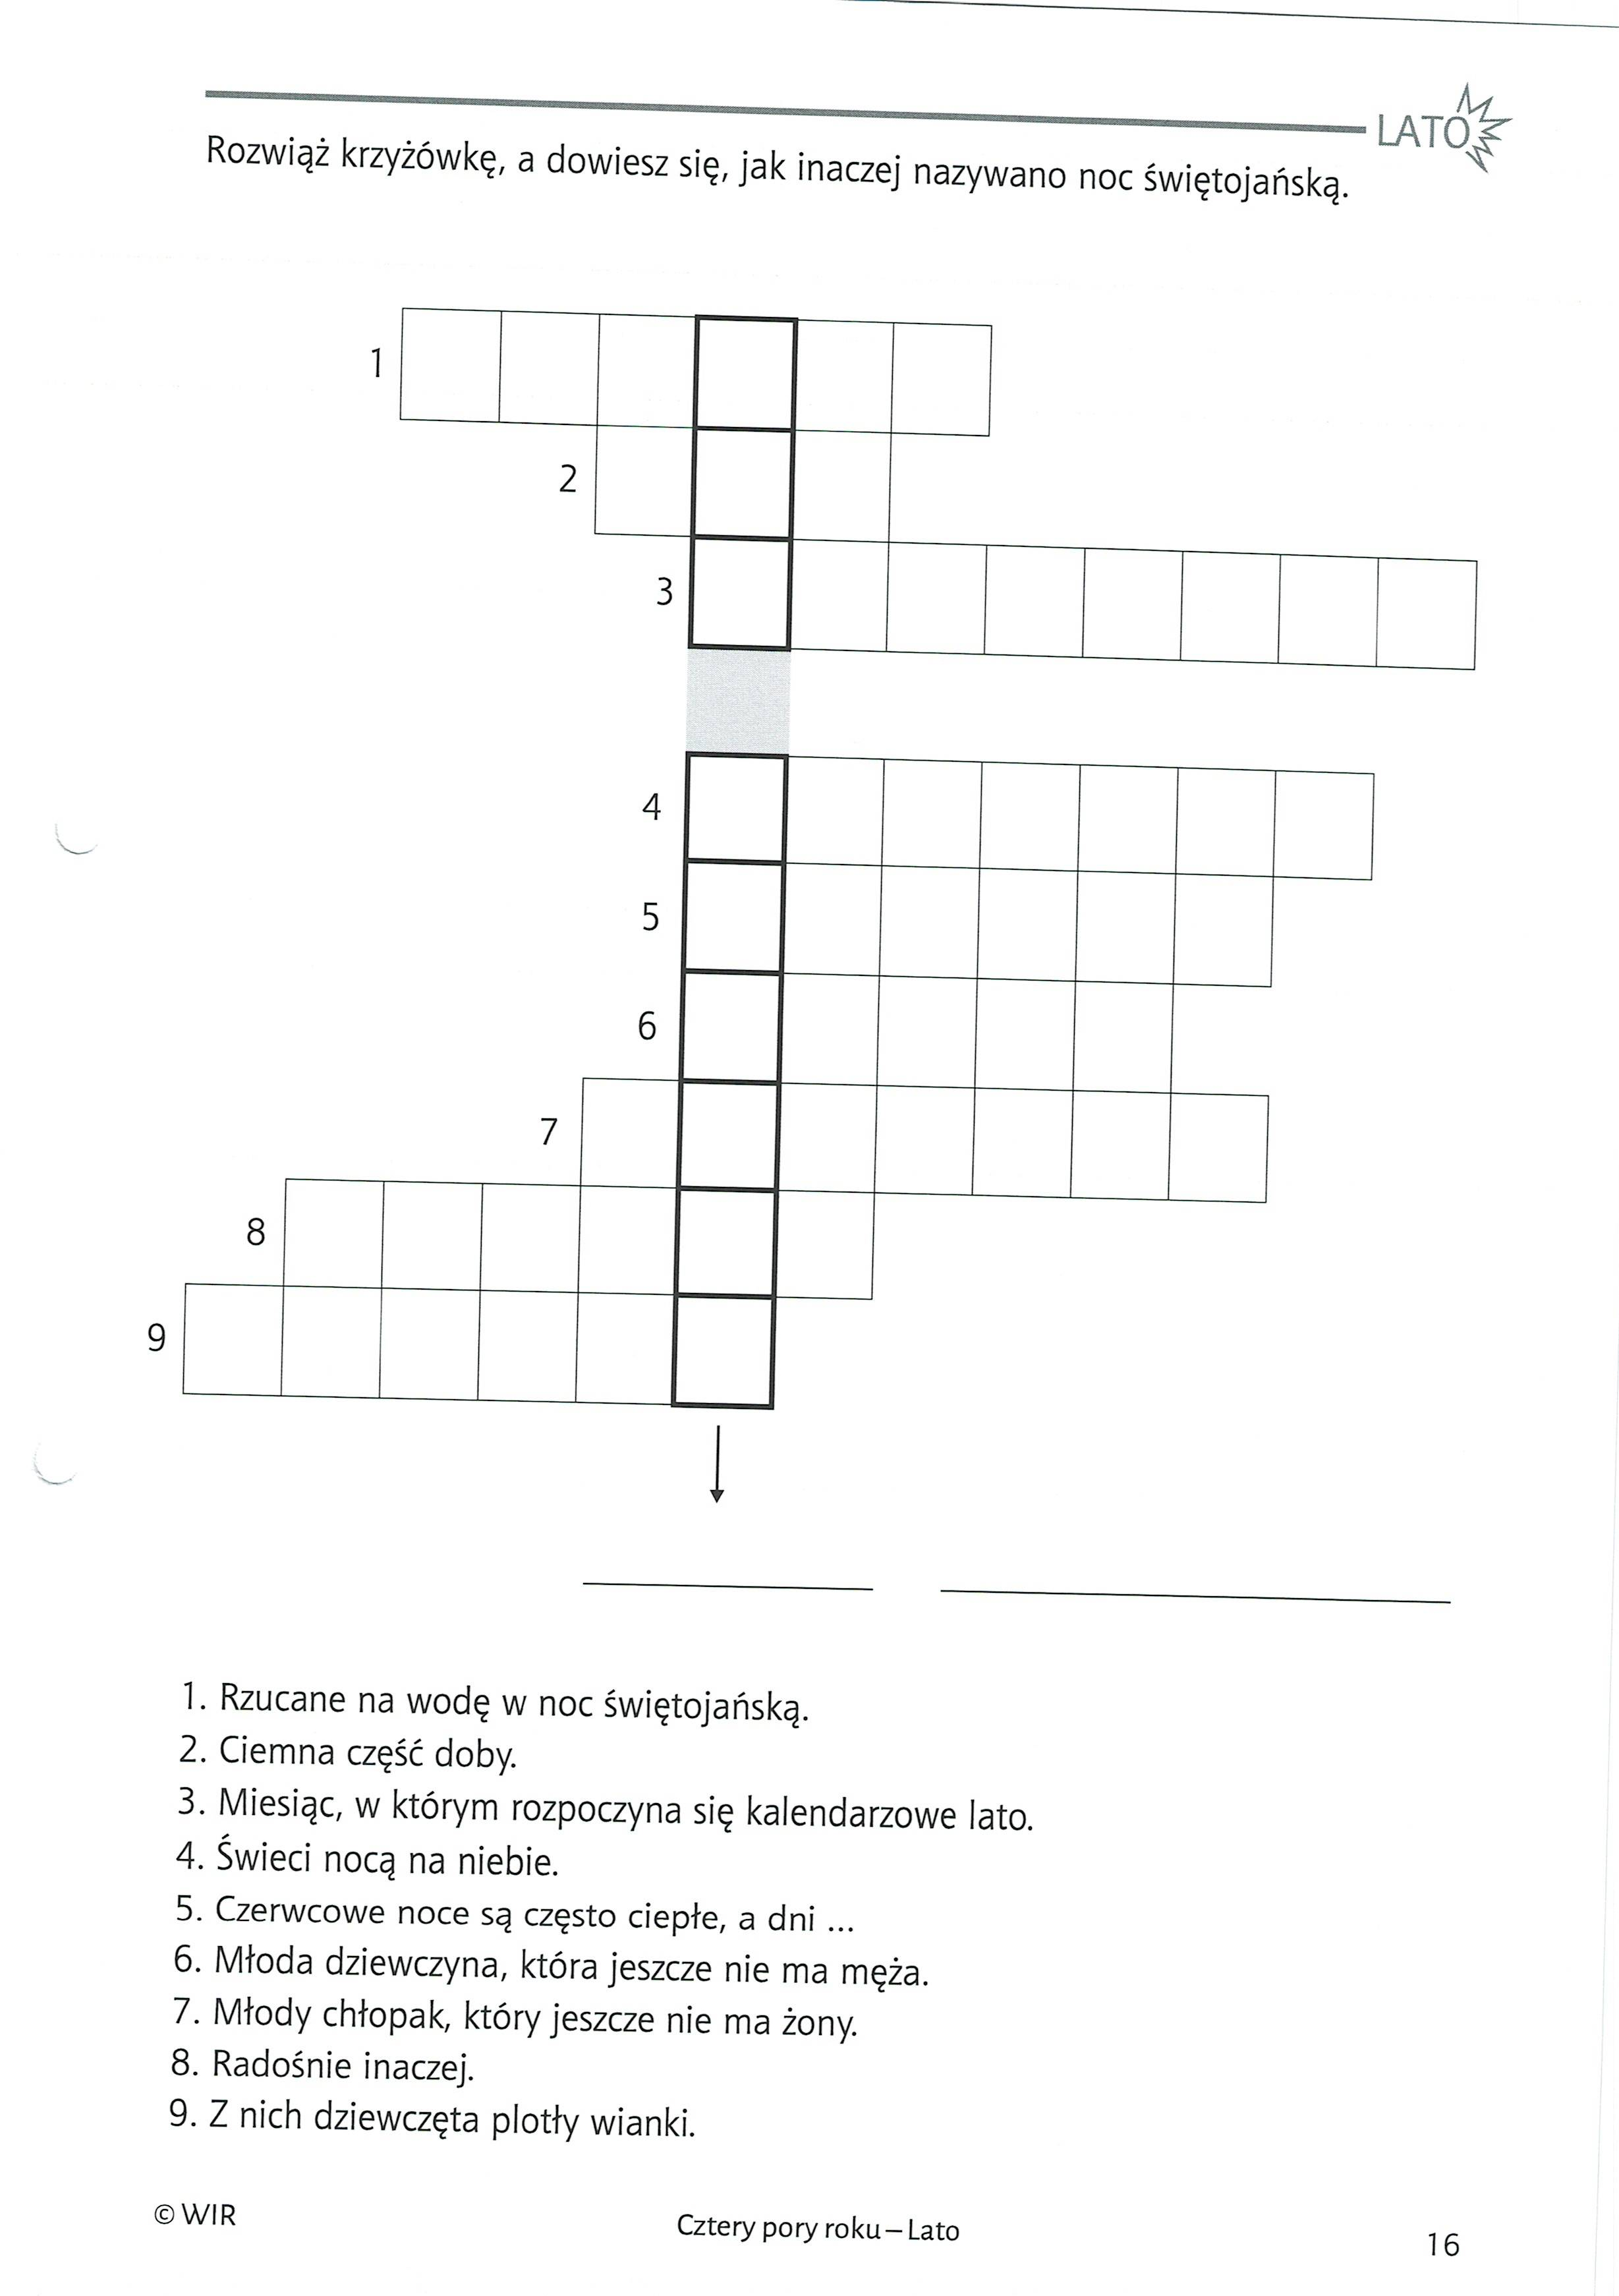 LATO
Rozwiąż krzyżówkę, a dowiesz się, jak inaczej nazywano noc świętojańską.
1
2
3
4
5
6
7
8
9
1. Rzucane na wodę w noc świętojańską.
2. Ciemna część doby.
3. Miesiąc, w którym rozpoczyna się kalendarzowe lato.
4. Świeci nocą na niebie.
5. Czerwcowe noce są często ciepłe, a dni ...
6. Młoda dziewczyna, która jeszcze nie ma męża.
7. Młody chłopak, który jeszcze nie ma żony.
8. Radośnie inaczej.
9. Z nich dziewczęta plotły wianki.
© WIR
Cztery pory roku – Lato
16